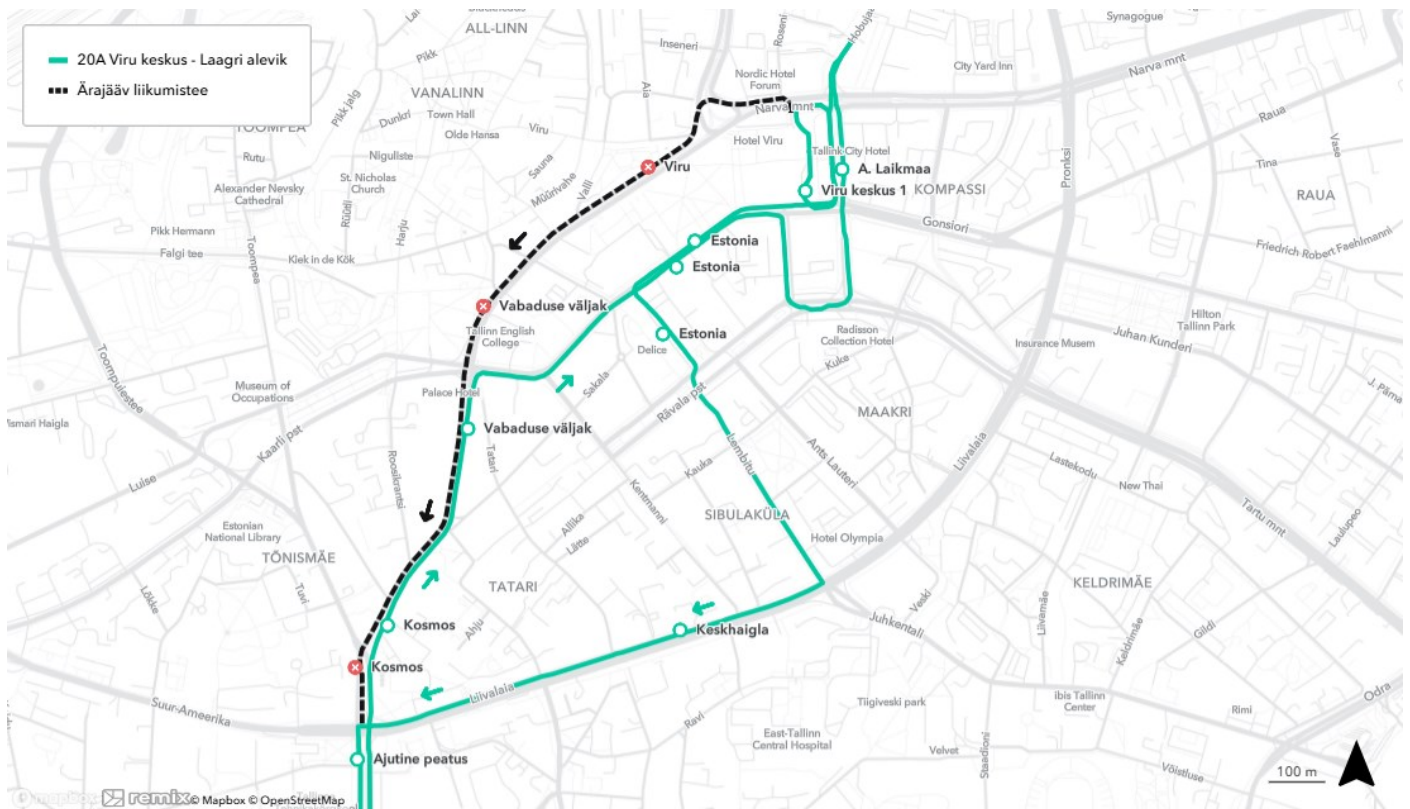 20A Viru keskus - Laagri alevik
Ärajääv liikumistee
ALL-LINN
Inseneri
Hobujaa
Synagogue
City Yard Inn
Narva mnt
Nordic Hotel
Forum
Narva mnt
Pikk
VANALINN
Aia
Pikk jalg
Dunkri
Town Hall
Olde Hansa
Viru
Hotel Viru
Tallink City Hotel
Pronksi
Raua
Vase
Tina
RAUA
TOOMPEA
Rutu
Niguliste
Sauna
Viru
A. Laikmaa
Viru keskus 1
KOMPASSI
Gonsiori
Alexander Nevsky
Cathedral
St. Nicholas
Church
Müürivahe
Valli
Rüütli
Harju
Pikk Hermann
Falgi tee
Toompea
Kiek in de Kök
Estonia
Estonia
Friedrich Robert Faehlmanni
Vabaduse väljak
Tallinn English
College
Estonia
Delice
Radisson
Collection Hotel
Kuke
Insurance Musem
Hilton
Tallinn Park
Juhan Kunderi
Toompuiestee
Museum of
Occupations
Palace Hotel
Sakala
Rävala pst
MAAKRI
J. Pärna
ismari Haigla
Kaarli pst
Vabaduse väljak
Tatari
Roosikrantsi
Lembitu
Ants Lauteri
Liivalaia
Luise
Kauka
Kentmanni
Lastekodu
New Thai
Tartu mnt
Laulupeo
Estonian
National Library
TÕNISMÄE
Allika
Lätte
SIBULAKÜLA
Hotel Olympia
Lõkke
Tuvi
TATARI
KELDRIMÄE
Kosmos
Ahju
Keskhaigla
Juhkentali
Veski
Liivamäe
Keldrimäe
Gildi
Kosmos
Suur-Ameerika
Liivalaia
Ravi
Tiigiveski park
ibis Tallinn
Center
Rimi
Odra
East-Tallinn
Central Hospital
Velvet
Staadioni
Võistluse
Ajutine peatus
100 m
mapbox remix © Mapbox © OpenStreetMap